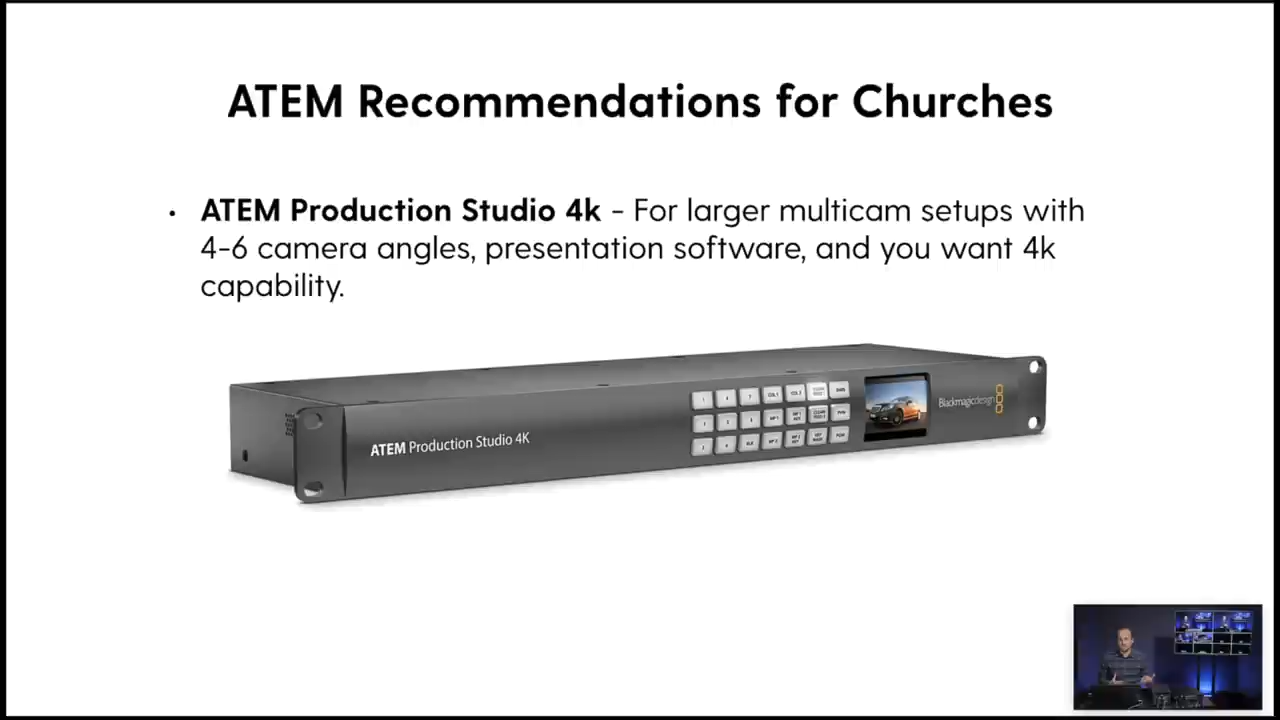 ATEM Recommendations for Churches
• ATEM Production Studio 4k - For larger multicam setups with
4-6 camera angles, presentation software, and you want 4k
capability.
ATEM Production Studio 4K
Blackmagicdesign